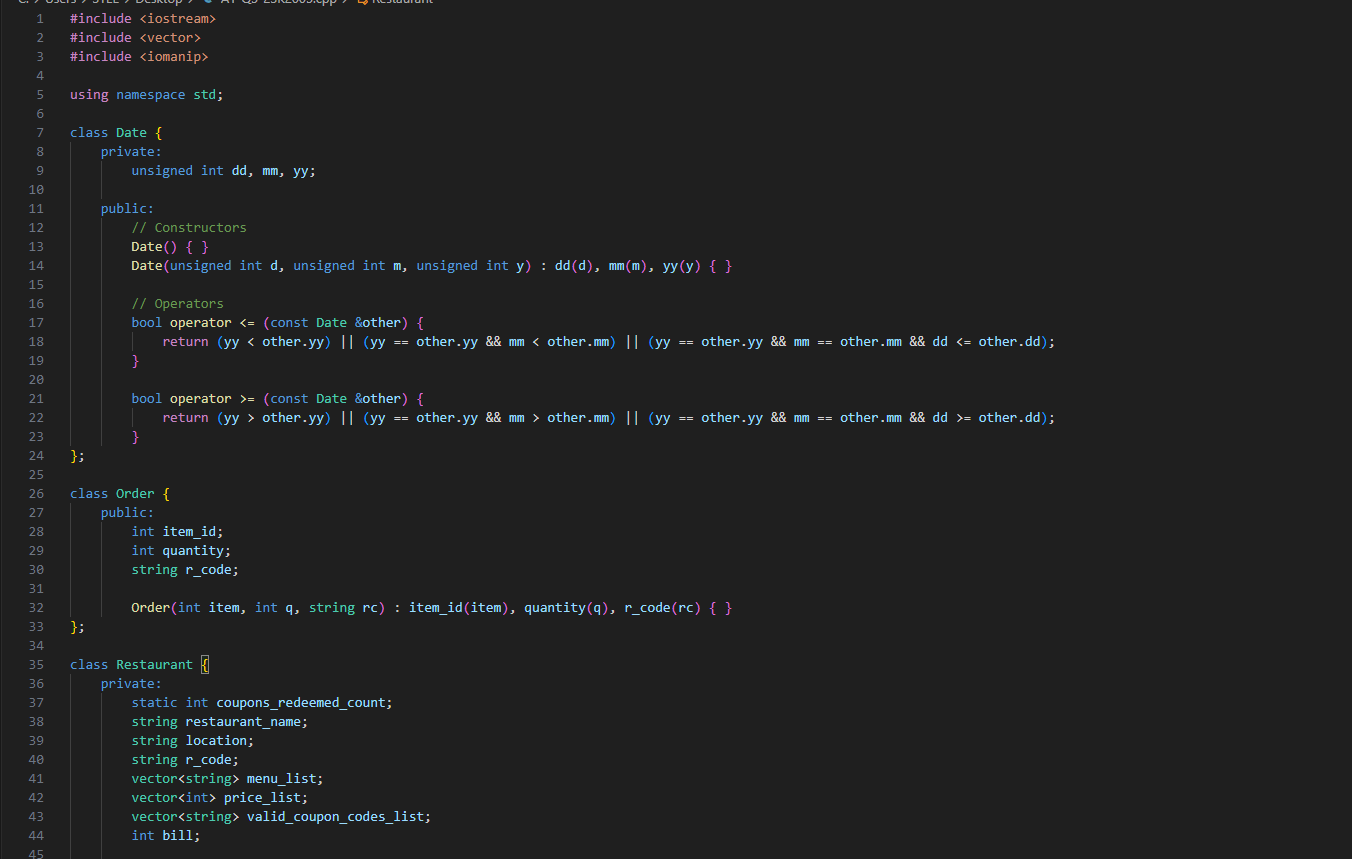 C: > Users > STEE > Desktop > A1-Q3-23K2005.cpp > Restaurant
1 #include <iostream>
2 #include <vector>
3 #include <iomanip>
4
5 using namespace std;
6
7 class Date {
8     private:
9         unsigned int dd, mm, yy;
10
11     public:
12         // Constructors
13         Date() { }
14         Date(unsigned int d, unsigned int m, unsigned int y) : dd(d), mm(m), yy(y) { }
15
16         // Operators
17         bool operator <= (const Date &other) {
18             return (yy < other.yy) || (yy == other.yy && mm < other.mm) || (yy == other.yy && mm == other.mm && dd <= other.dd);
19         }
20
21         bool operator >= (const Date &other) {
22             return (yy > other.yy) || (yy == other.yy && mm > other.mm) || (yy == other.yy && mm == other.mm && dd >= other.dd);
23         }
24 };
25
26 class Order {
27     public:
28         int item_id;
29         int quantity;
30         string r_code;
31
32         Order(int item, int q, string rc) : item_id(item), quantity(q), r_code(rc) { }
33 };
34
35 class Restaurant {
36     private:
37         static int coupons_redeemed_count;
38         string restaurant_name;
39         string location;
40         string r_code;
41         vector<string> menu_list;
42         vector<int> price_list;
43         vector<string> valid_coupon_codes_list;
44         int bill;
45